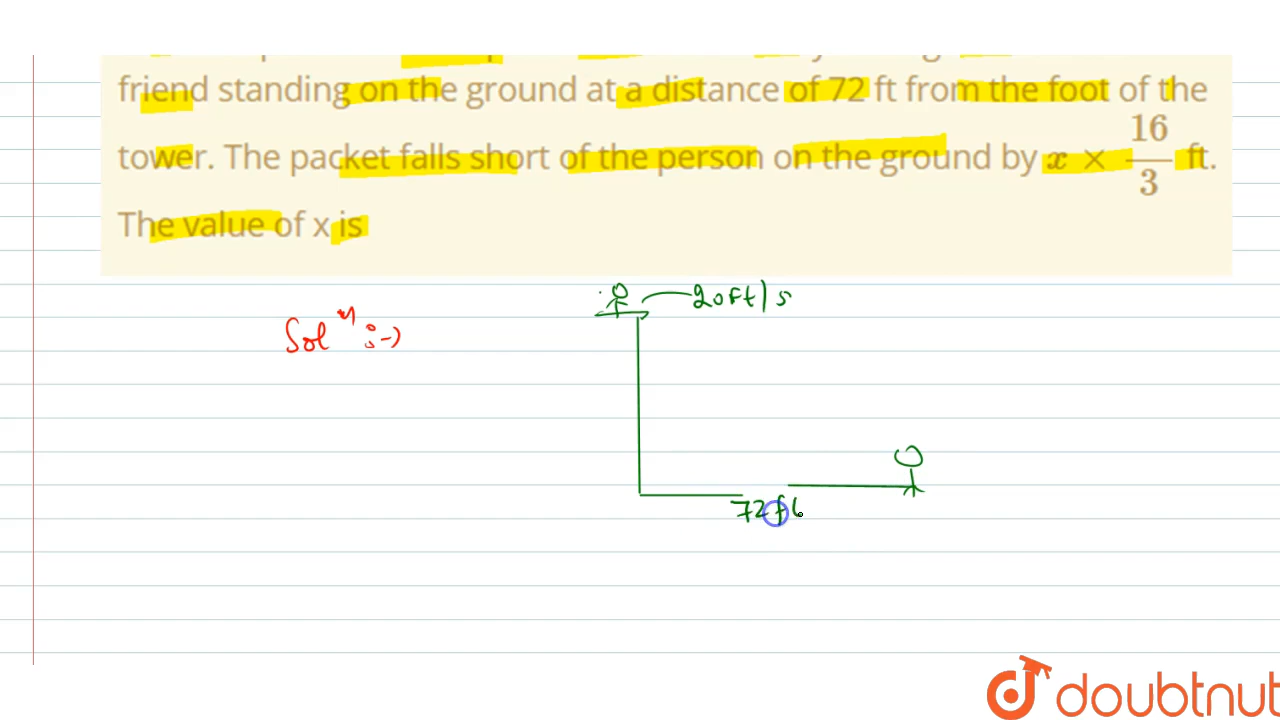 friend standing on the ground at a distance of 72 ft from the foot of the
tower. The packet falls short of the person on the ground by x × 16/3 ft.
The value of x is
20ft/s
Solⁿ :-)
72ft
doubtnut